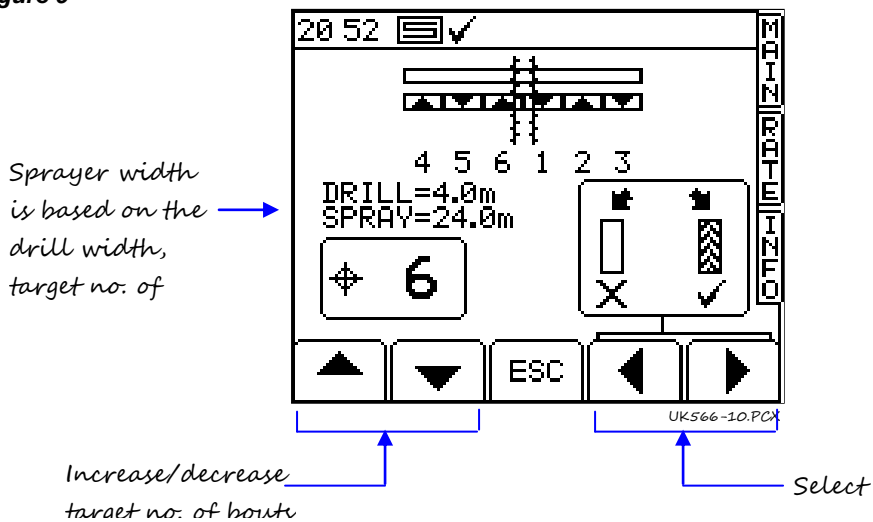 20 52
MAIN
RATE
INFO
4 5 6 1 2 3
DRILL=4.0m
SPRAY=24.0m
6
ESC
UK566-10.PCX
Sprayer width
is based on the
drill width,
target no. of
Increase/decrease
target no. of bouts
Select